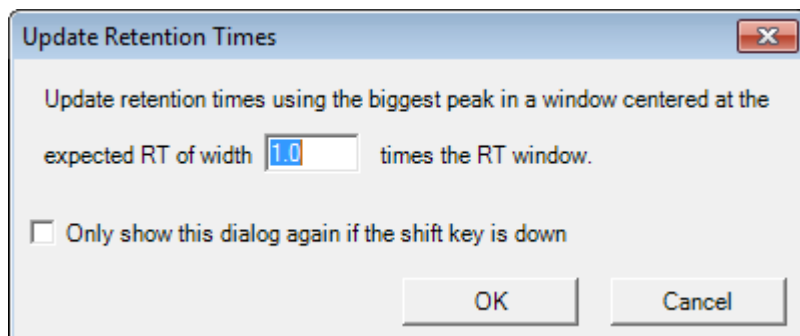 Update Retention Times
Update retention times using the biggest peak in a window centered at the
expected RT of width 1.0 times the RT window.
Only show this dialog again if the shift key is down
OK Cancel